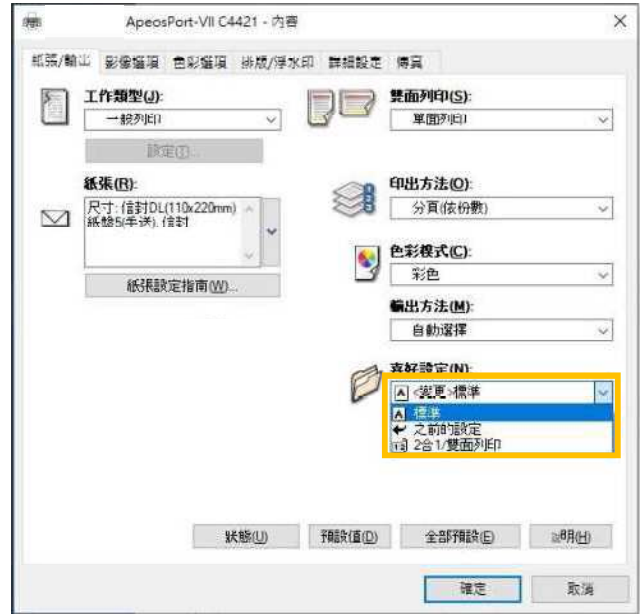 ApeosPort-VII C4421 - 內容
紙張/輸出 影像選項 色彩選項 排版/浮水印 詳細設定 傳真
工作類型(J):
一般列印
設定(T)...
紙張(R):
尺寸: 信封DL(110x220mm)
紙槽5(手送), 信封
紙張設定指南(W)...
雙面列印(S):
單面列印
印出方法(O):
分頁(依份數)
色彩模式(C):
彩色
輸出方法(M):
自動選擇
喜好設定(N):
<變更>標準
標準
之前的設定
2合1/雙面列印
狀態(U) 預設值(D) 全部預設(E) 說明(H)
確定 取消